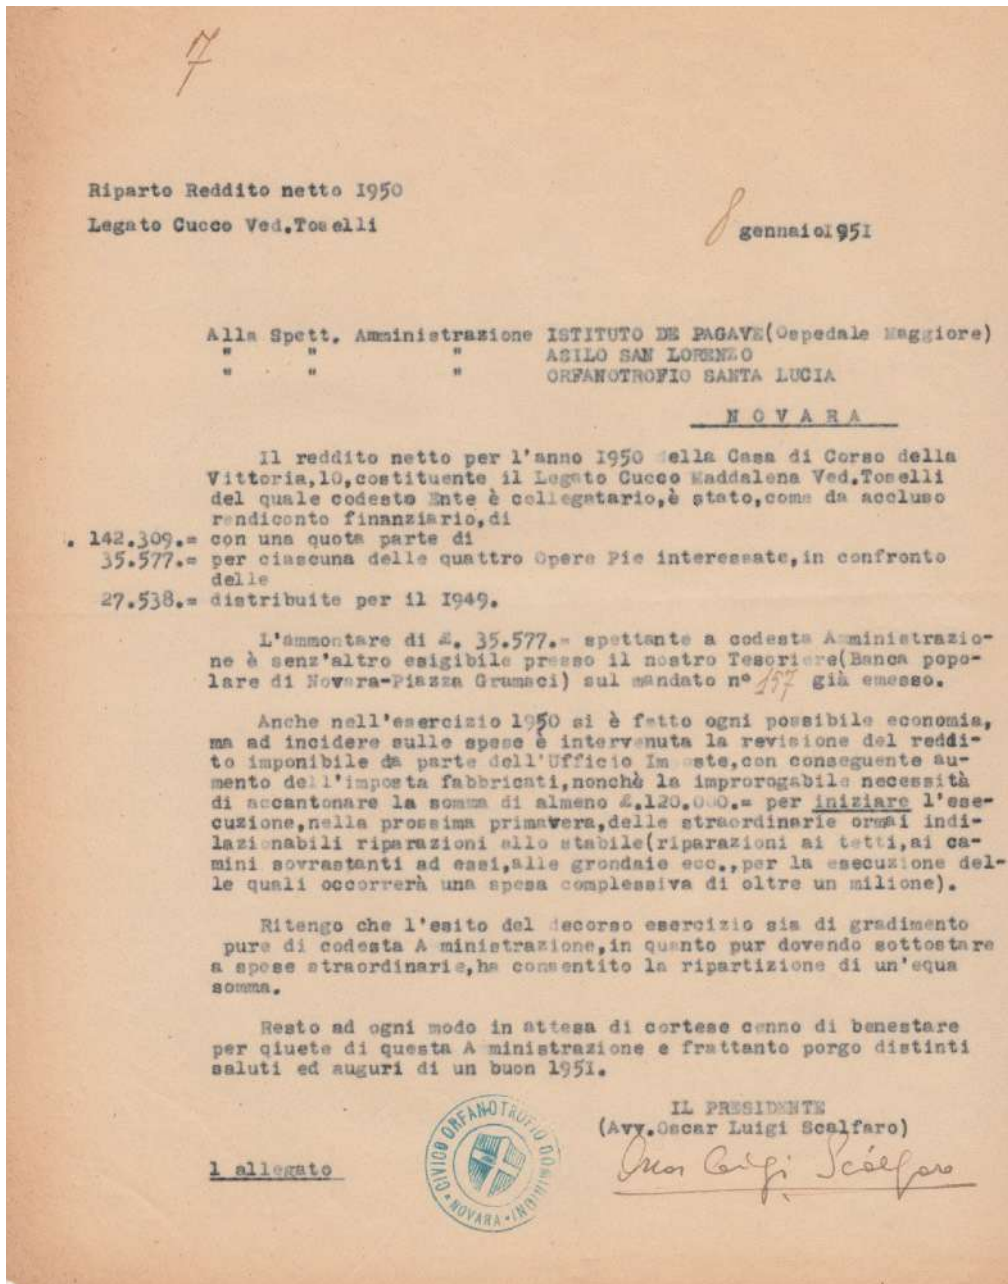 7
Riparto Reddito netto 1950
Legato Cucco Ved.Toselli
8 gennaio1951
Alla Spett. Amministrazione ISTITUTO DE PAGAVE(Ospedale Maggiore)
" " " ASILO SAN LORENZO
" " " ORFANOTROFIO SANTA LUCIA
NOVARA
Il reddito netto per l'anno 1950 della Casa di Corso della
Vittoria,10,costituente il Legato Cucco Maddalena Ved.Toselli
del quale codesto Ente è collegatario,è stato,come da accluso
rendiconto finanziario,di
. 142.309.= con una quota parte di
35.577.= per ciascuna delle quattro Opere Pie interessate,in confronto
delle
27.538.= distribuite per il 1949.
L'ammontare di £. 35.577.= spettante a codesta Amministrazio-
ne è senz'altro esigibile presso il nostro Tesoriere(Banca popo-
lare di Novara-Piazza Grumaci) sul mandato n° 157 già emesso.
Anche nell'esercizio 1950 si è fatto ogni possibile economia,
ma ad incidere sulle spese è intervenuta la revisione del reddi-
to imponibile da parte dell'Ufficio Im oste,con conseguente au-
mento dell'imposta fabbricati,nonchè la improrogabile necessità
di accantonare la somma di almeno £.120.000.= per iniziare l'ese-
cuzione,nella prossima primavera,delle straordinarie ormai indi-
lazionabili riparazioni allo stabile(riparazioni ai tetti,ai ca-
mini sovrastanti ad essi,alle grondaie ecc.,per la esecuzione del-
le quali occorrerà una spesa complessiva di oltre un milione).
Ritengo che l'esito del decorso esercizio sia di gradimento
pure di codesta A ministrazione,in quanto pur dovendo sottostare
a spese straordinarie,ha consentito la ripartizione di un'equa
somma.
Resto ad ogni modo in attesa di cortese cenno di benestare
per qiuete di questa A ministrazione e frattanto porgo distinti
saluti ed auguri di un buon 1951.
IL PRESIDENTE
(Avv.Oscar Luigi Scalfaro)
Oscar Luigi Scalfaro
1 allegato
CIVICO ORFANOTROFIO DOMINIONI
NOVARA